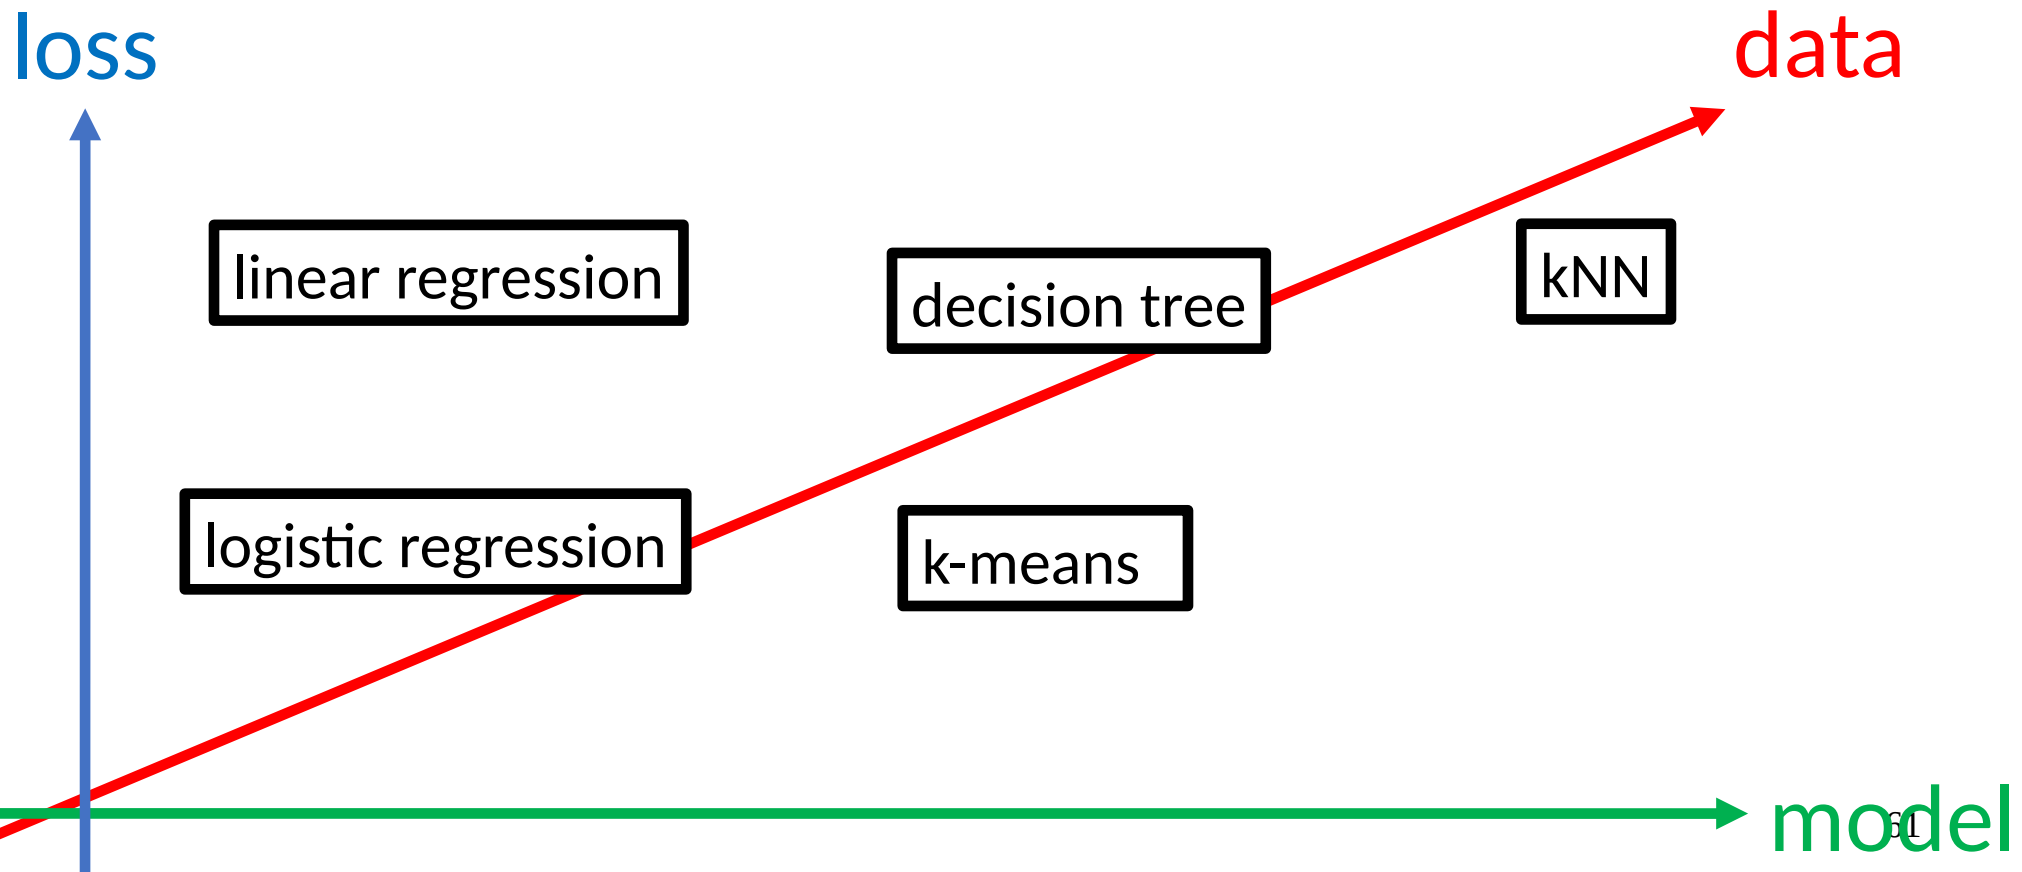 loss
data
linear regression
decision tree
kNN
logistic regression
k-means
model
61